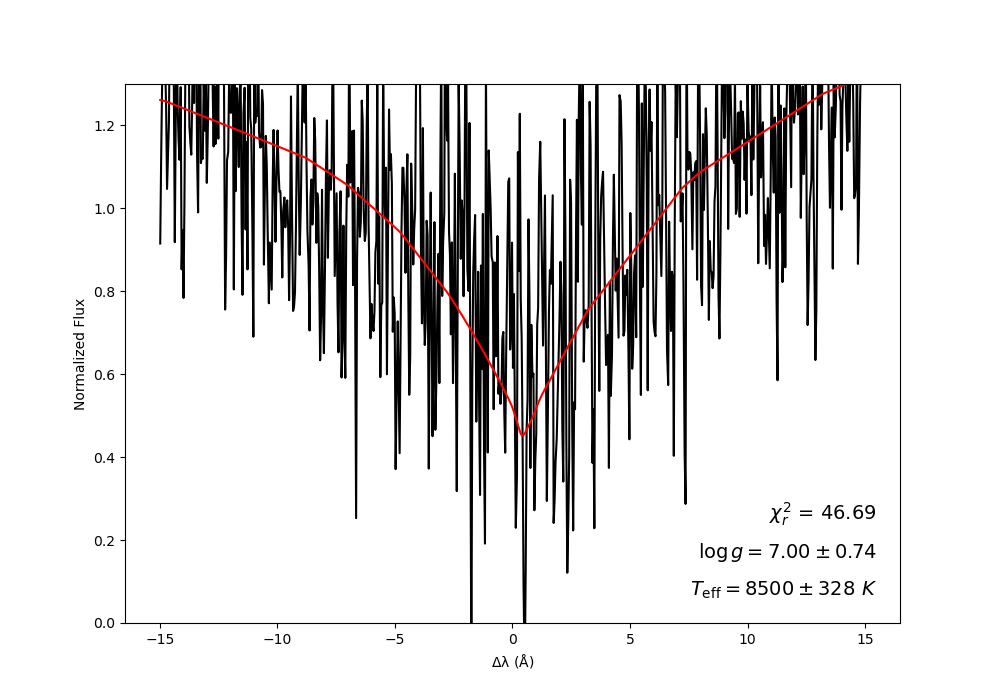 1.2
1.0
0.8
0.6
0.4
0.2
0.0
Normalized Flux
χ²ᵣ = 46.69
log g = 7.00 ± 0.74
T_eff = 8500 ± 328 K
−15 −10 −5 0 5 10 15
Δλ (Å)